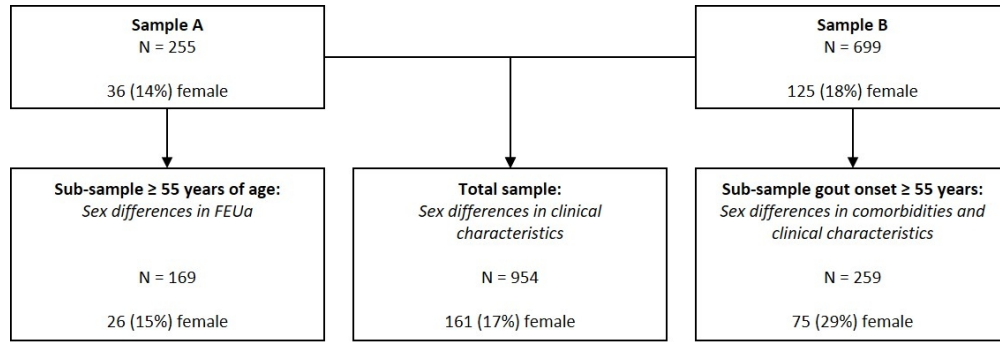 Sample A
N = 255
36 (14%) female
Sample B
N = 699
125 (18%) female
Sub-sample ≥ 55 years of age:
Sex differences in FEUa
N = 169
26 (15%) female
Total sample:
Sex differences in clinical
characteristics
N = 954
161 (17%) female
Sub-sample gout onset ≥ 55 years:
Sex differences in comorbidities and
clinical characteristics
N = 259
75 (29%) female